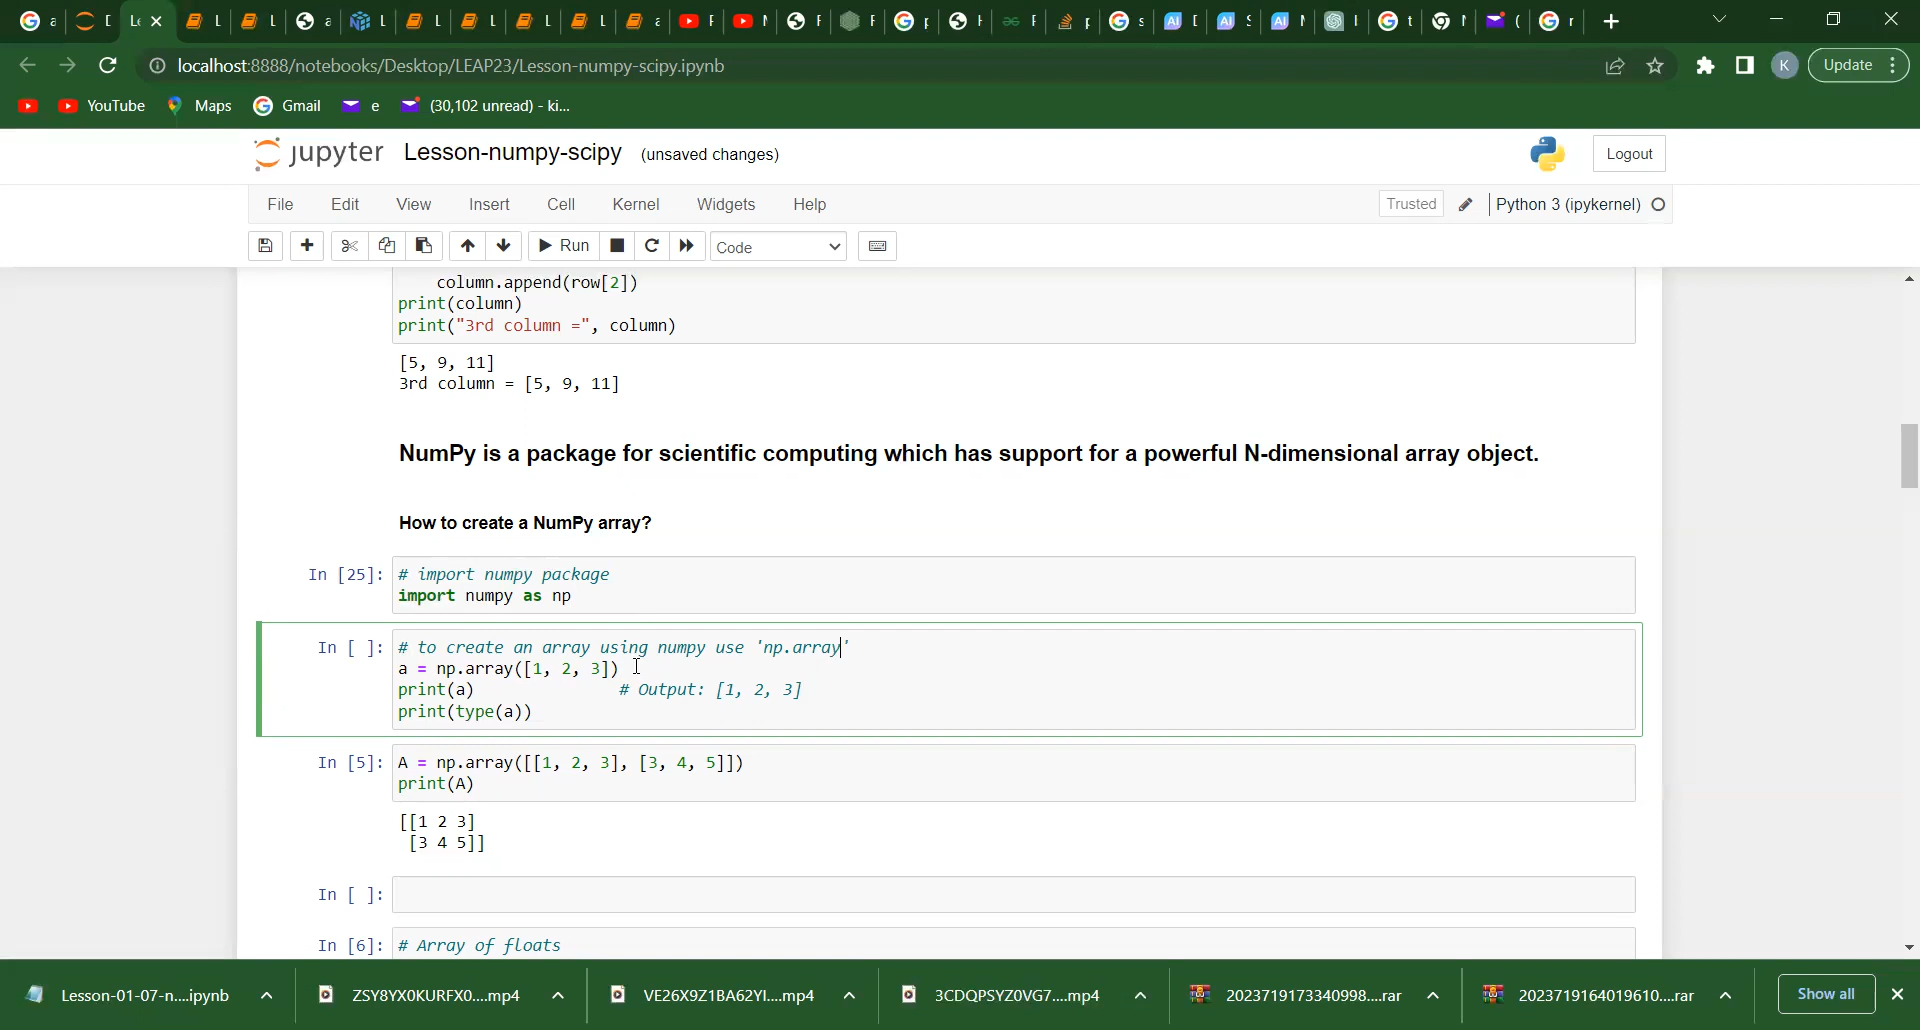 localhost:8888/notebooks/Desktop/LEAP23/Lesson-numpy-scipy.ipynb
K
Update
YouTube
Maps
Gmail
e
(30,102 unread) - ki...
jupyter
Lesson-numpy-scipy
(unsaved changes)
Logout
File
Edit
View
Insert
Cell
Kernel
Widgets
Help
Trusted
Python 3 (ipykernel)
Run
Code
column.append(row[2])
print(column)
print("3rd column =", column)
[5, 9, 11]
3rd column = [5, 9, 11]
NumPy is a package for scientific computing which has support for a powerful N-dimensional array object.
How to create a NumPy array?
In [25]: # import numpy package
import numpy as np
In [ ]: # to create an array using numpy use 'np.array'
a = np.array([1, 2, 3])
print(a) # Output: [1, 2, 3]
print(type(a))
In [5]: A = np.array([[1, 2, 3], [3, 4, 5]])
print(A)
[[1 2 3]
[3 4 5]]
In [ ]:
In [6]: # Array of floats
Lesson-01-07-n....ipynb
ZSY8YX0KURFX0....mp4
VE26X9Z1BA62YI....mp4
3CDQPSYZ0VG7....mp4
2023719173340998....rar
2023719164019610....rar
Show all